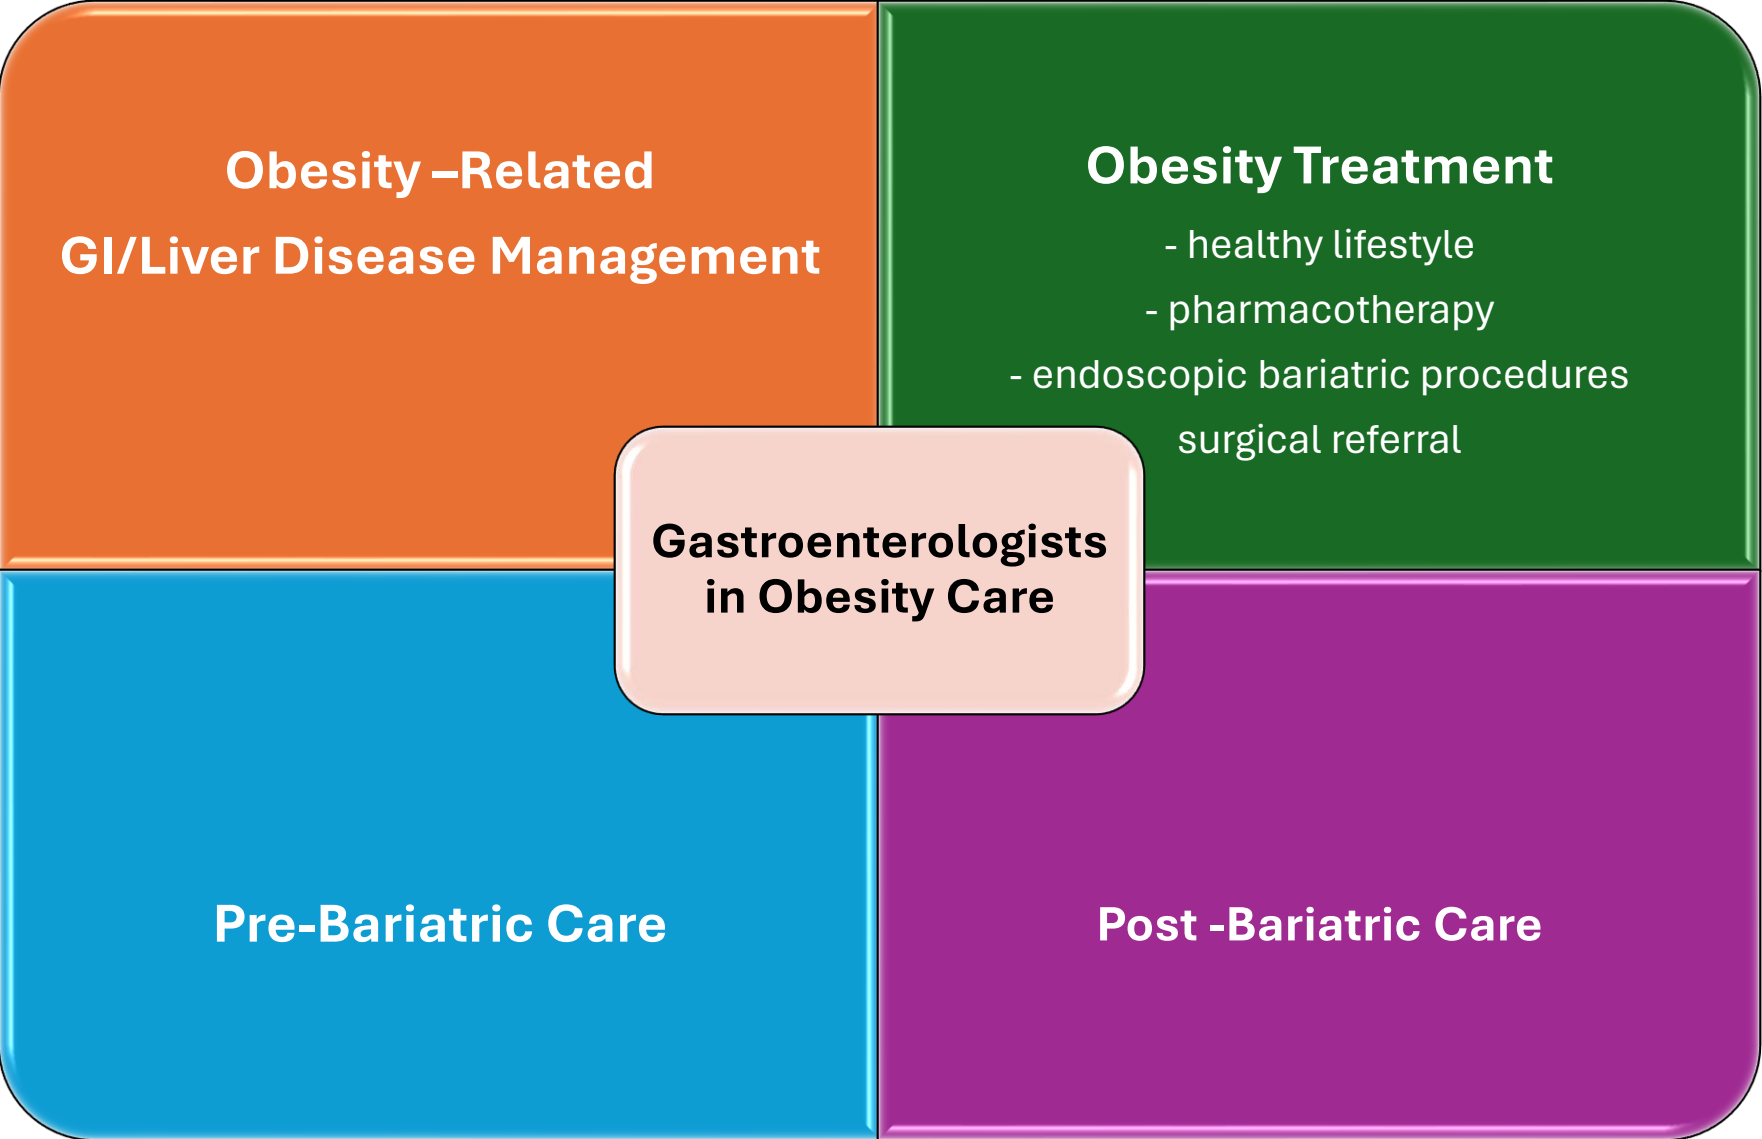 Obesity –Related
GI/Liver Disease Management
Obesity Treatment
- healthy lifestyle
- pharmacotherapy
- endoscopic bariatric procedures
surgical referral
Gastroenterologists
in Obesity Care
Pre-Bariatric Care
Post -Bariatric Care